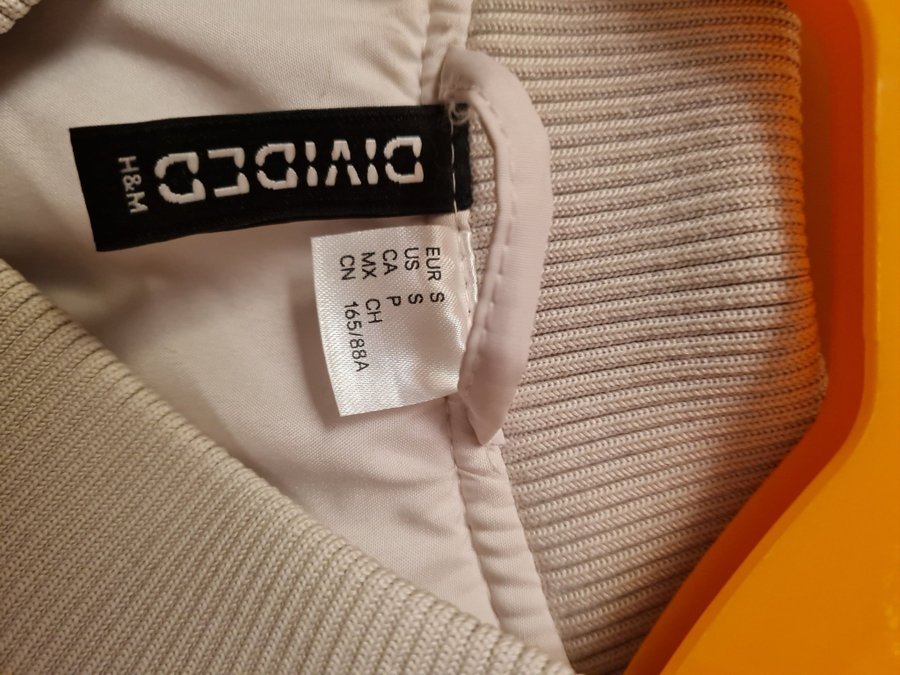 DIVIDED
H&M
EUR S
US S
CA P
MX CH
CN 165/88A